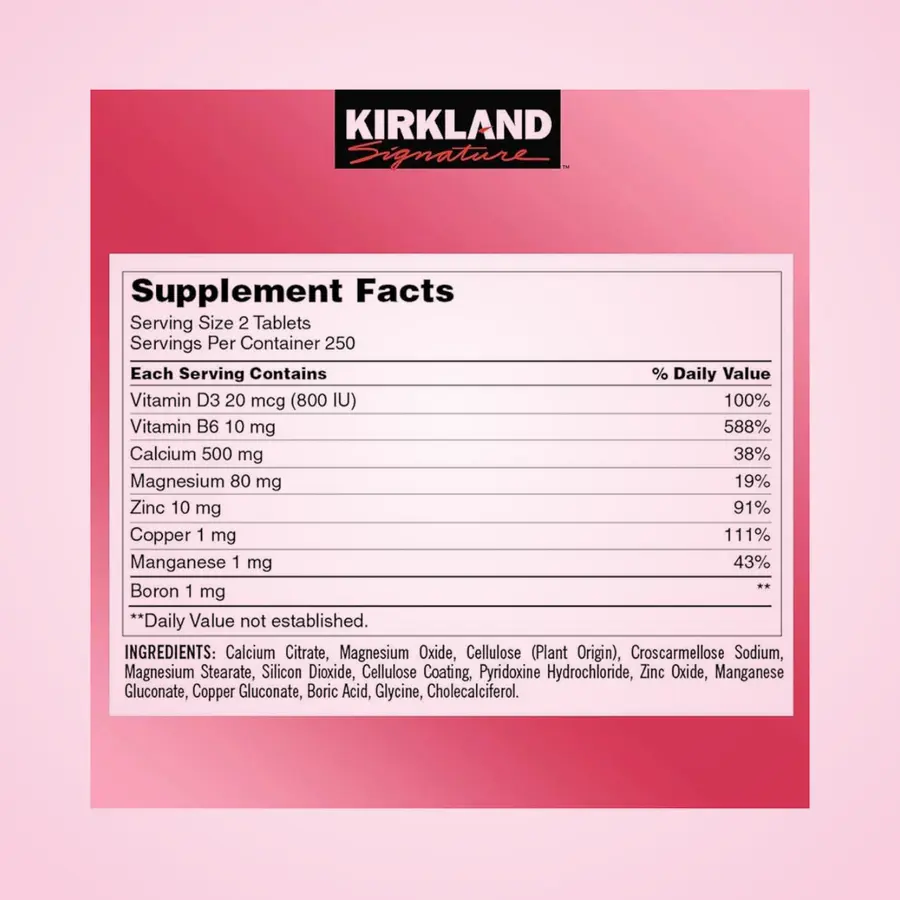 KIRKLAND
Signature™
Supplement Facts
Serving Size 2 Tablets
Servings Per Container 250
Each Serving Contains % Daily Value
Vitamin D3 20 mcg (800 IU) 100%
Vitamin B6 10 mg 588%
Calcium 500 mg 38%
Magnesium 80 mg 19%
Zinc 10 mg 91%
Copper 1 mg 111%
Manganese 1 mg 43%
Boron 1 mg **
**Daily Value not established.
INGREDIENTS: Calcium Citrate, Magnesium Oxide, Cellulose (Plant Origin), Croscarmellose Sodium,
Magnesium Stearate, Silicon Dioxide, Cellulose Coating, Pyridoxine Hydrochloride, Zinc Oxide, Manganese
Gluconate, Copper Gluconate, Boric Acid, Glycine, Cholecalciferol.